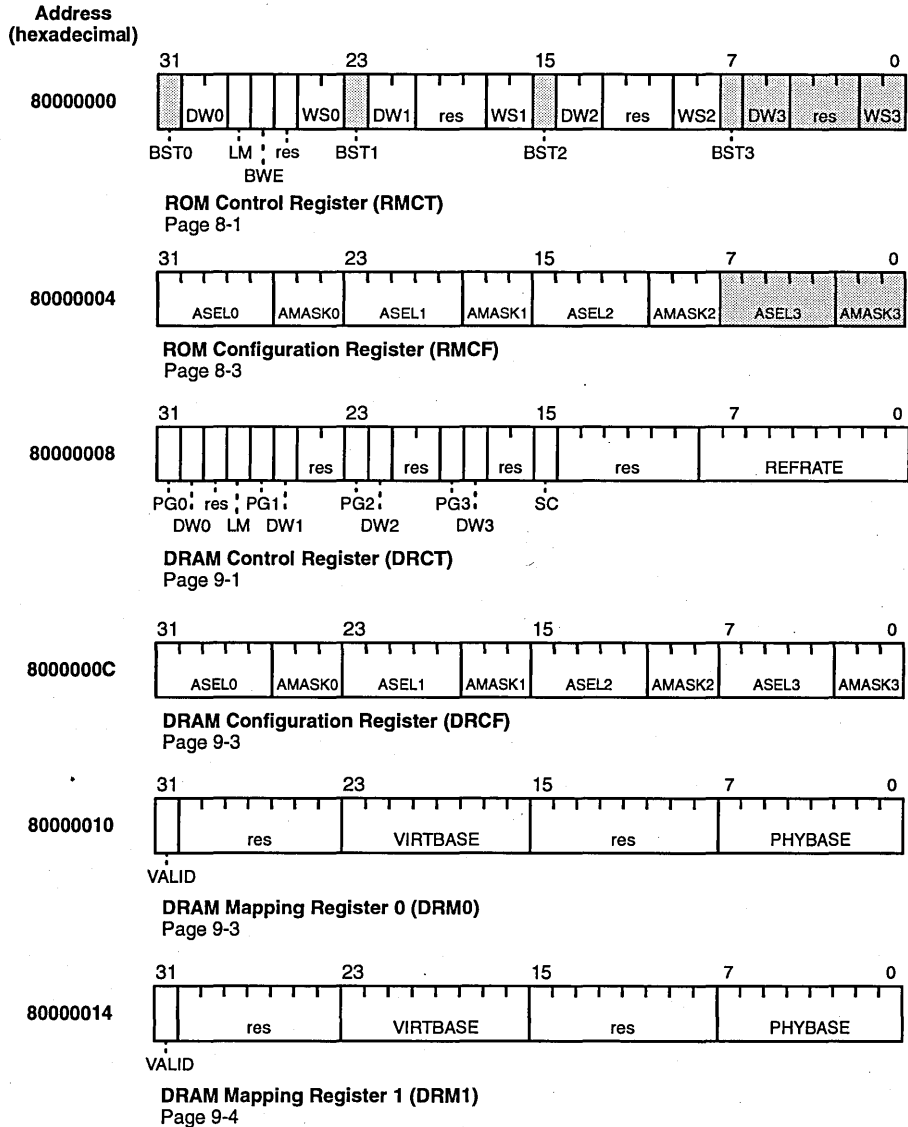 Address
(hexadecimal)
31 23 15 7 0
80000000
DW0 WS0 DW1 res WS1 DW2 res WS2 DW3 res WS3
BST0 LM res BST1 BST2 BST3
BWE
ROM Control Register (RMCT)
Page 8-1
31 23 15 7 0
80000004
ASEL0 AMASK0 ASEL1 AMASK1 ASEL2 AMASK2 ASEL3 AMASK3
ROM Configuration Register (RMCF)
Page 8-3
31 23 15 7 0
80000008
res res res res REFRATE
PG0 res PG1 PG2 PG3 SC
DW0 LM DW1 DW2 DW3
DRAM Control Register (DRCT)
Page 9-1
31 23 15 7 0
8000000C
ASEL0 AMASK0 ASEL1 AMASK1 ASEL2 AMASK2 ASEL3 AMASK3
DRAM Configuration Register (DRCF)
Page 9-3
31 23 15 7 0
80000010
res VIRTBASE res PHYBASE
VALID
DRAM Mapping Register 0 (DRM0)
Page 9-3
31 23 15 7 0
80000014
res VIRTBASE res PHYBASE
VALID
DRAM Mapping Register 1 (DRM1)
Page 9-4